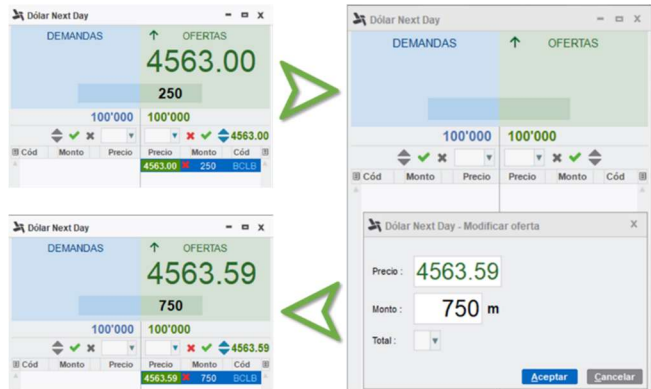 Dólar Next Day
DEMANDAS OFERTAS
4563.00
250
100'000 100'000
4563.00
Cód Monto Precio Precio Monto Cód
4563.00 250 BCLB
Dólar Next Day
DEMANDAS OFERTAS
100'000 100'000
Cód Monto Precio Precio Monto Cód
Dólar Next Day - Modificar oferta
Precio : 4563.59
Monto : 750 m
Total :
Aceptar Cancelar
Dólar Next Day
DEMANDAS OFERTAS
4563.59
750
100'000 100'000
4563.59
Cód Monto Precio Precio Monto Cód
4563.59 750 BCLB